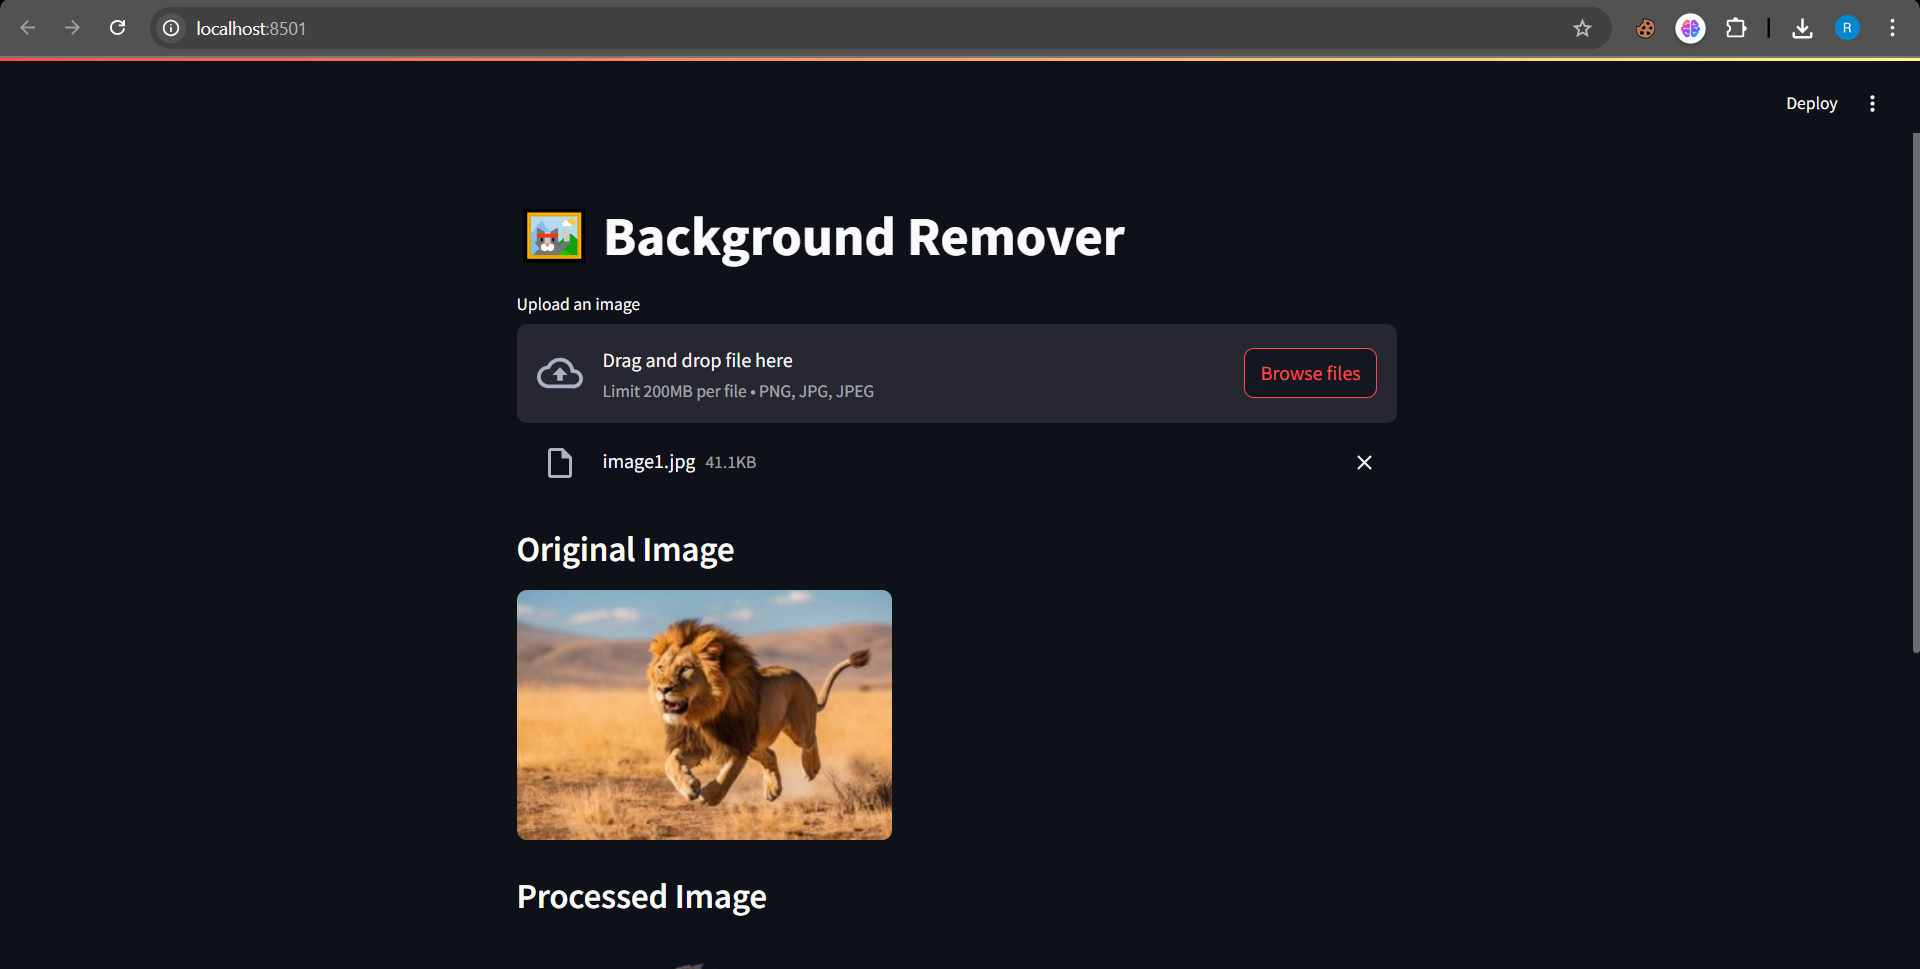 localhost:8501
R
Deploy
Background Remover
Upload an image
Drag and drop file here
Limit 200MB per file • PNG, JPG, JPEG
Browse files
image1.jpg 41.1KB
Original Image
Processed Image